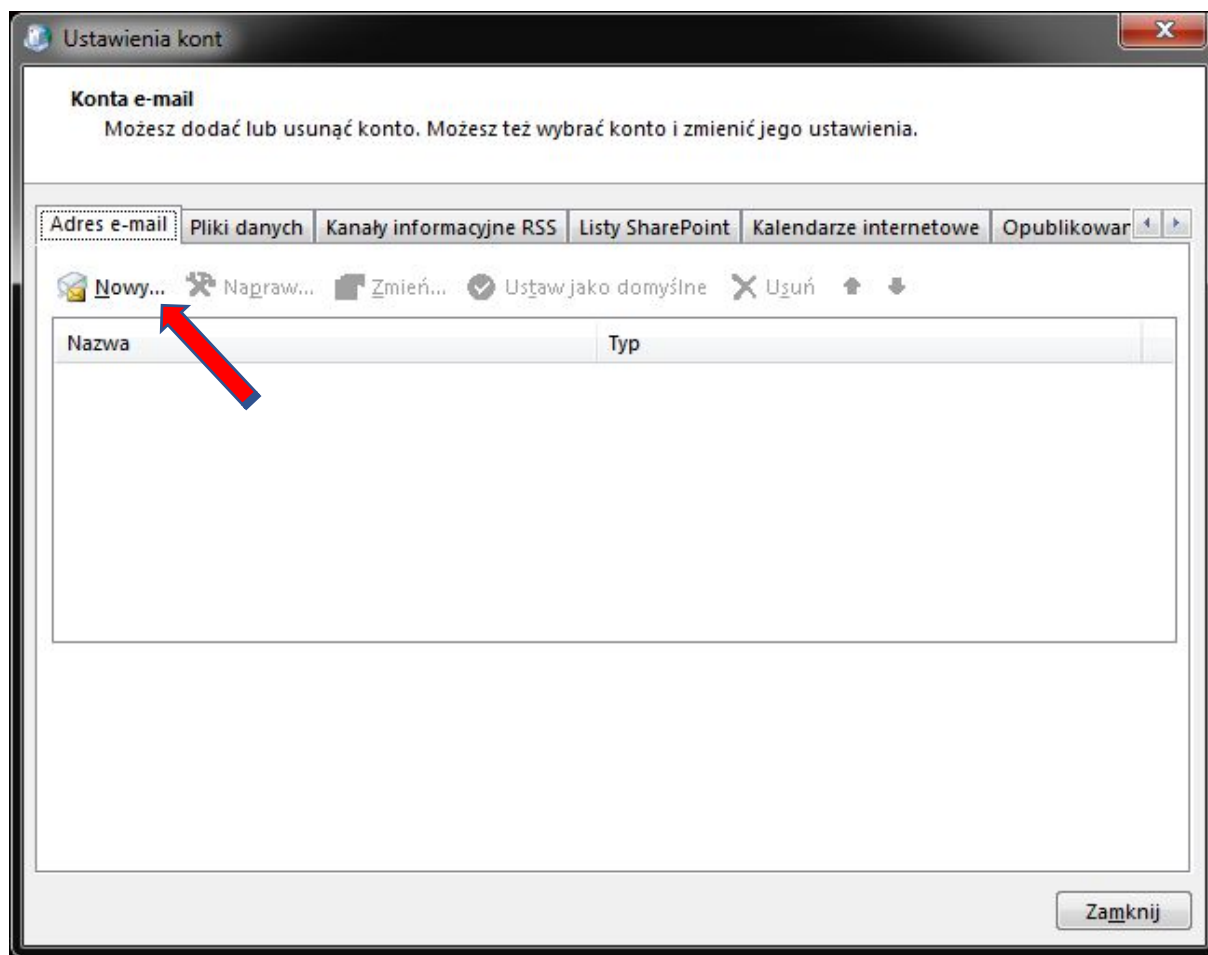 Ustawienia kont
Konta e-mail
Możesz dodać lub usunąć konto. Możesz też wybrać konto i zmienić jego ustawienia.
Adres e-mail Pliki danych Kanały informacyjne RSS Listy SharePoint Kalendarze internetowe Opublikowar
Nowy... Napraw... Zmień... Ustaw jako domyślne Usuń
Nazwa Typ
Zamknij